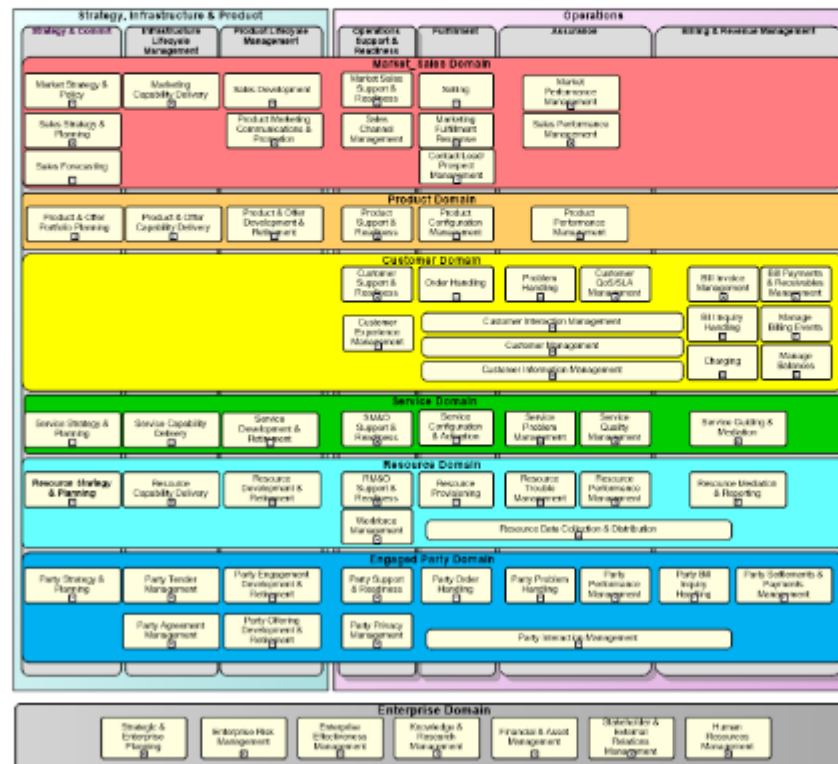 Strategy, Infrastructure & Product
Operations
Strategy & Commit
Infrastructure
Lifecycle
Management
Product Lifecycle
Management
Operations
Support &
Readiness
Fulfillment
Assurance
Billing & Revenue Management
Market_Sales Domain
Market Strategy &
Policy
Marketing
Capability Delivery
Sales Development
Market Sales
Support &
Readiness
Selling
Market
Performance
Management
Sales Strategy &
Planning
Product Marketing
Communications &
Promotion
Sales
Channel
Management
Marketing
Fulfillment
Response
Sales Performance
Management
Sales Forecasting
Contact/Lead/
Prospect
Management
Product Domain
Product & Offer
Portfolio Planning
Product & Offer
Capability Delivery
Product & Offer
Development &
Retirement
Product
Support &
Readiness
Product
Configuration
Management
Product
Performance
Management
Customer Domain
Customer
Support &
Readiness
Order Handling
Problem
Handling
Customer
QoS/SLA
Management
Bill Invoice
Management
Bill Payments
& Receivables
Management
Customer
Experience
Management
Customer Interaction Management
Bill Inquiry
Handling
Manage
Billing Events
Customer Management
Customer Information Management
Charging
Manage
Balances
Service Domain
Service Strategy &
Planning
Service Capability
Delivery
Service
Development &
Retirement
SM&O
Support &
Readiness
Service
Configuration
& Activation
Service
Problem
Management
Service
Quality
Management
Service Guiding &
Mediation
Resource Domain
Resource Strategy
& Planning
Resource
Capability Delivery
Resource
Development &
Retirement
RM&O
Support &
Readiness
Resource
Provisioning
Resource
Trouble
Management
Resource
Performance
Management
Resource Mediation
& Reporting
Workforce
Management
Resource Data Collection & Distribution
Engaged Party Domain
Party Strategy &
Planning
Party Tender
Management
Party Engagement
Development &
Retirement
Party Support
& Readiness
Party Order
Handling
Party Problem
Handling
Party
Performance
Management
Party Bill
Inquiry
Handling
Party Settlements &
Payments
Management
Party Agreement
Management
Party Offering
Development &
Retirement
Party Privacy
Management
Party Interaction Management
Enterprise Domain
Strategic &
Enterprise
Planning
Enterprise Risk
Management
Enterprise
Effectiveness
Management
Knowledge &
Research
Management
Financial & Asset
Management
Stakeholder &
External
Relations
Management
Human
Resources
Management